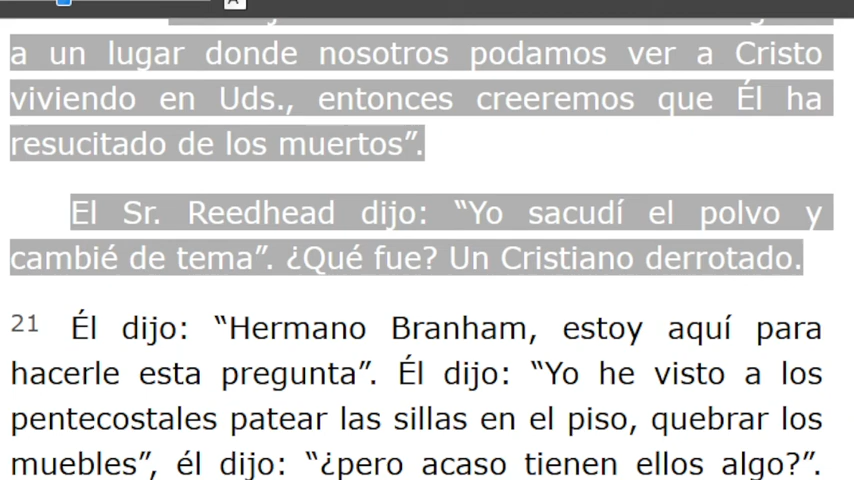 a un lugar donde nosotros podamos ver a Cristo
viviendo en Uds., entonces creeremos que Él ha
resucitado de los muertos”.
El Sr. Reedhead dijo: “Yo sacudí el polvo y
cambié de tema”. ¿Qué fue? Un Cristiano derrotado.
21 Él dijo: “Hermano Branham, estoy aquí para
hacerle esta pregunta”. Él dijo: “Yo he visto a los
pentecostales patear las sillas en el piso, quebrar los
muebles”, él dijo: “¿pero acaso tienen ellos algo?”.